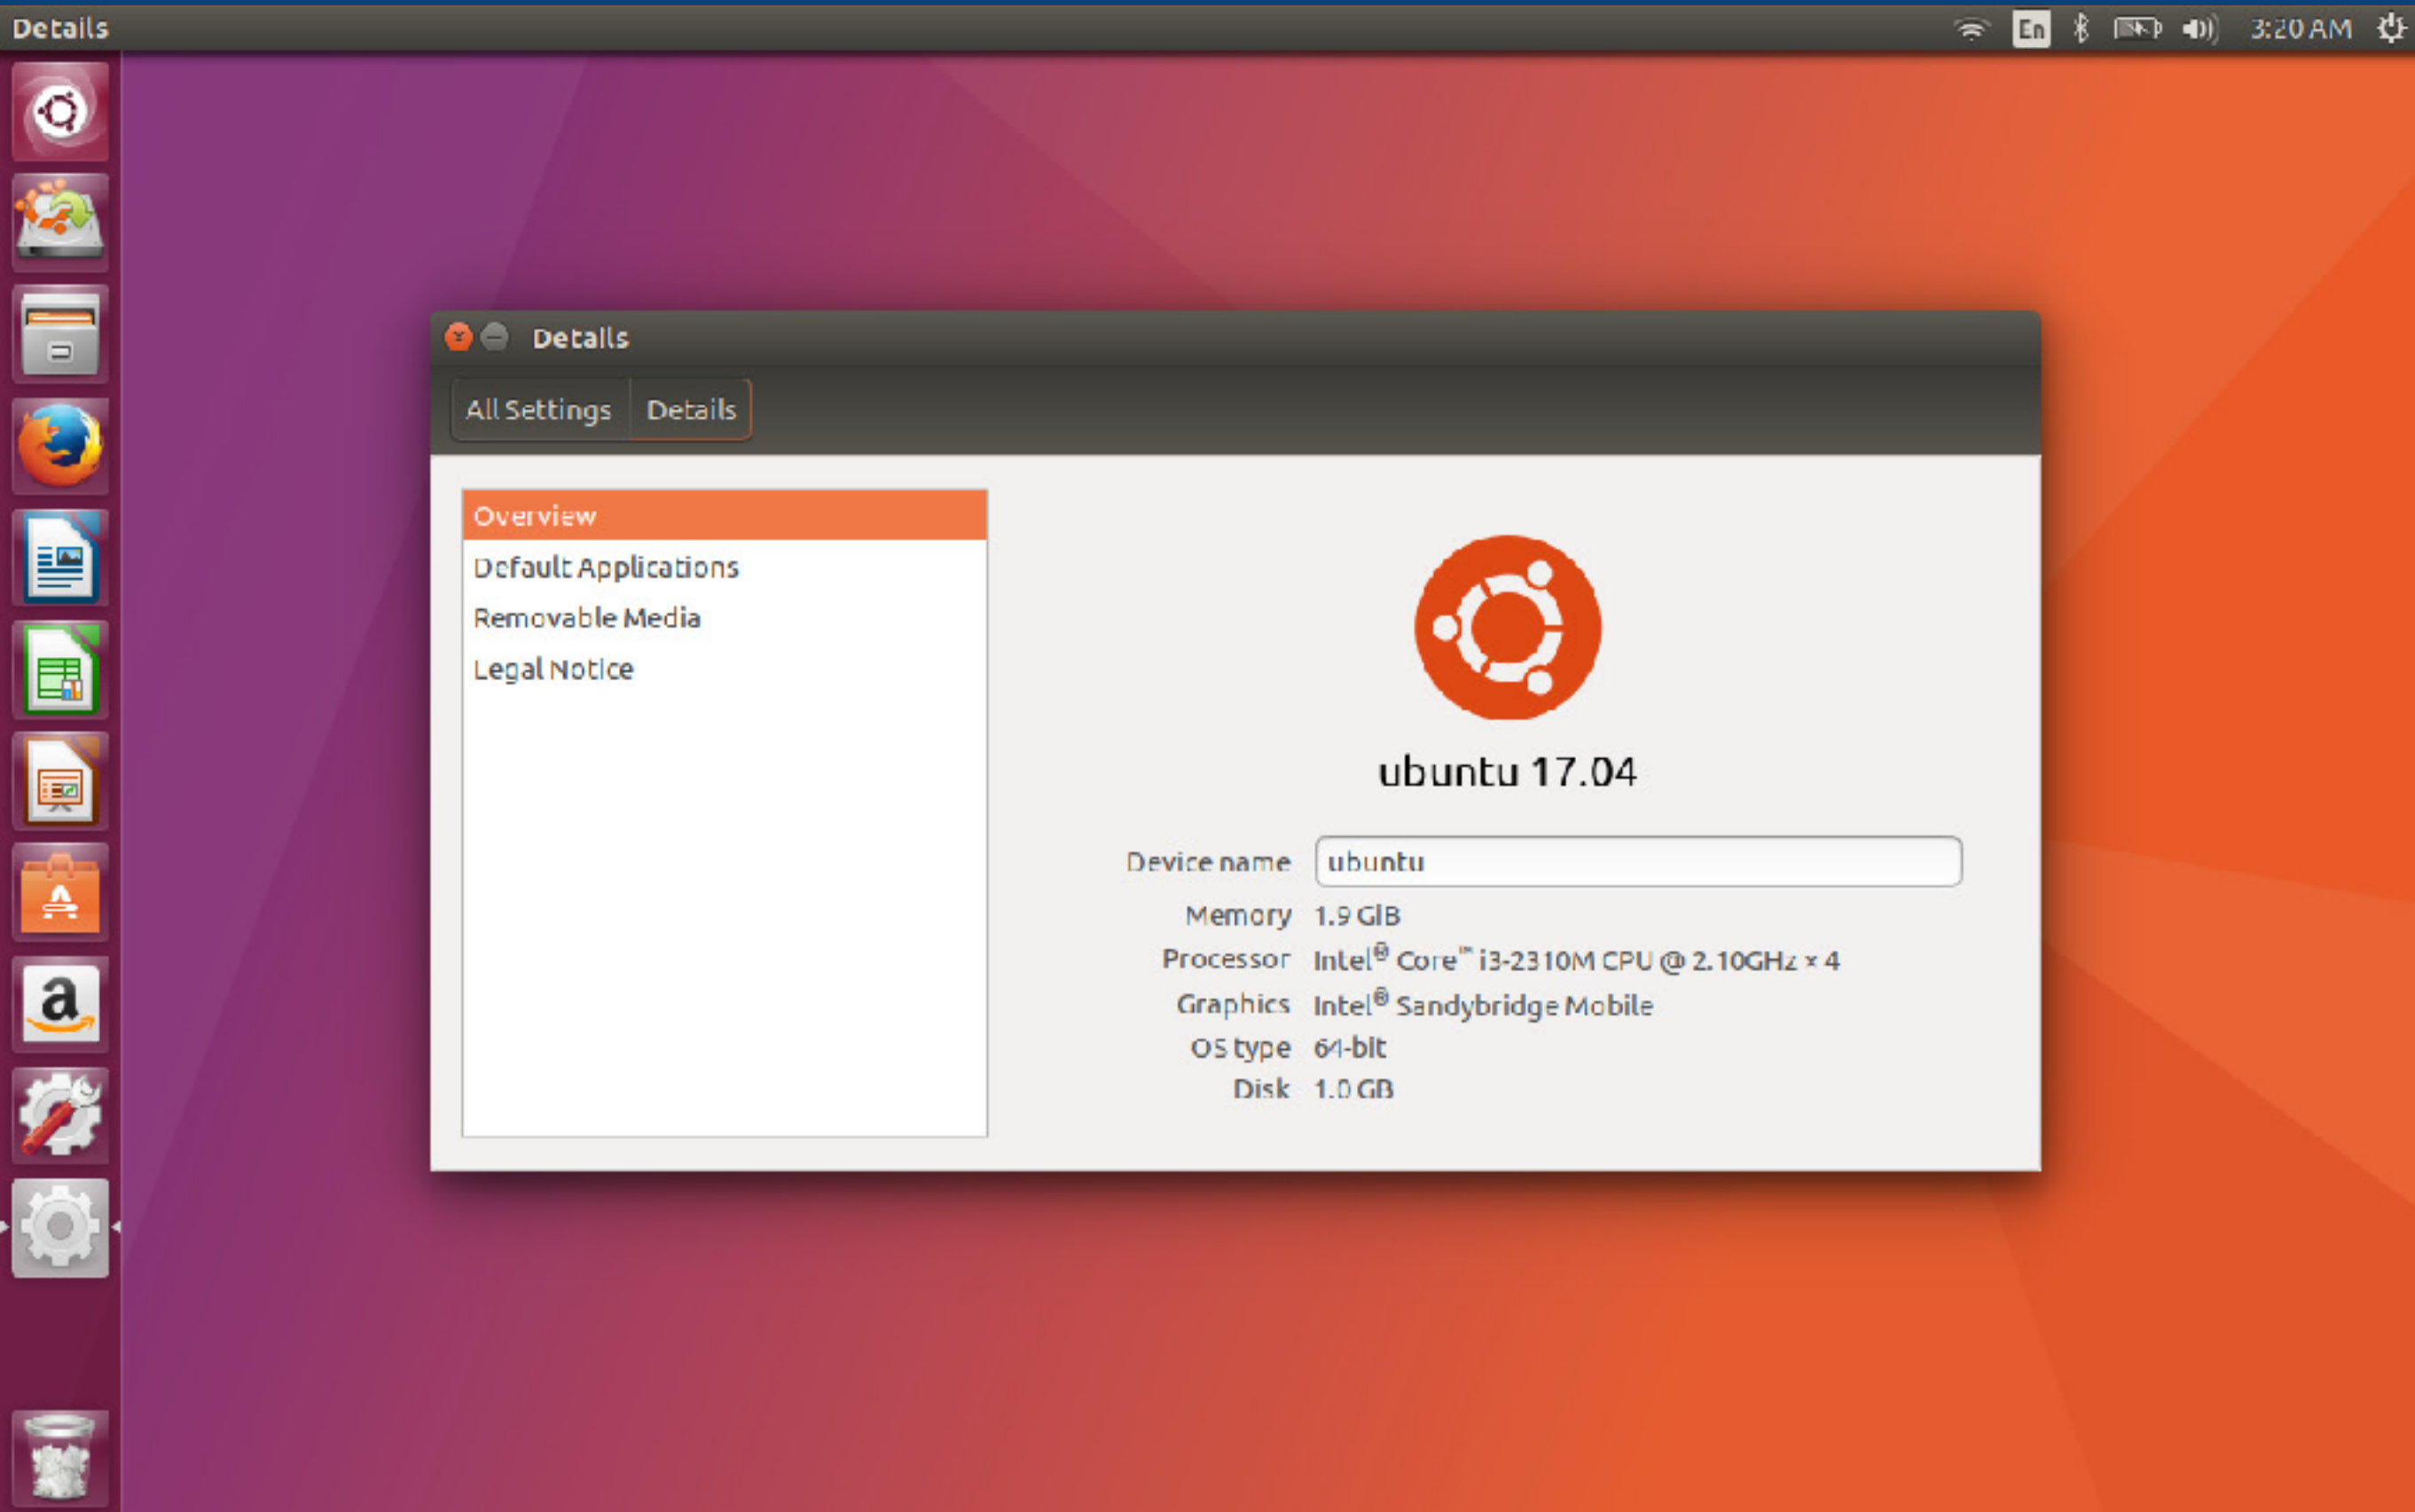 Details
En
3:20 AM
Details
All Settings
Details
Overview
Default Applications
Removable Media
Legal Notice
ubuntu 17.04
Device name ubuntu
Memory 1.9 GiB
Processor Intel® Core™ i3-2310M CPU @ 2.10GHz × 4
Graphics Intel® Sandybridge Mobile
OS type 64-bit
Disk 1.0 GB